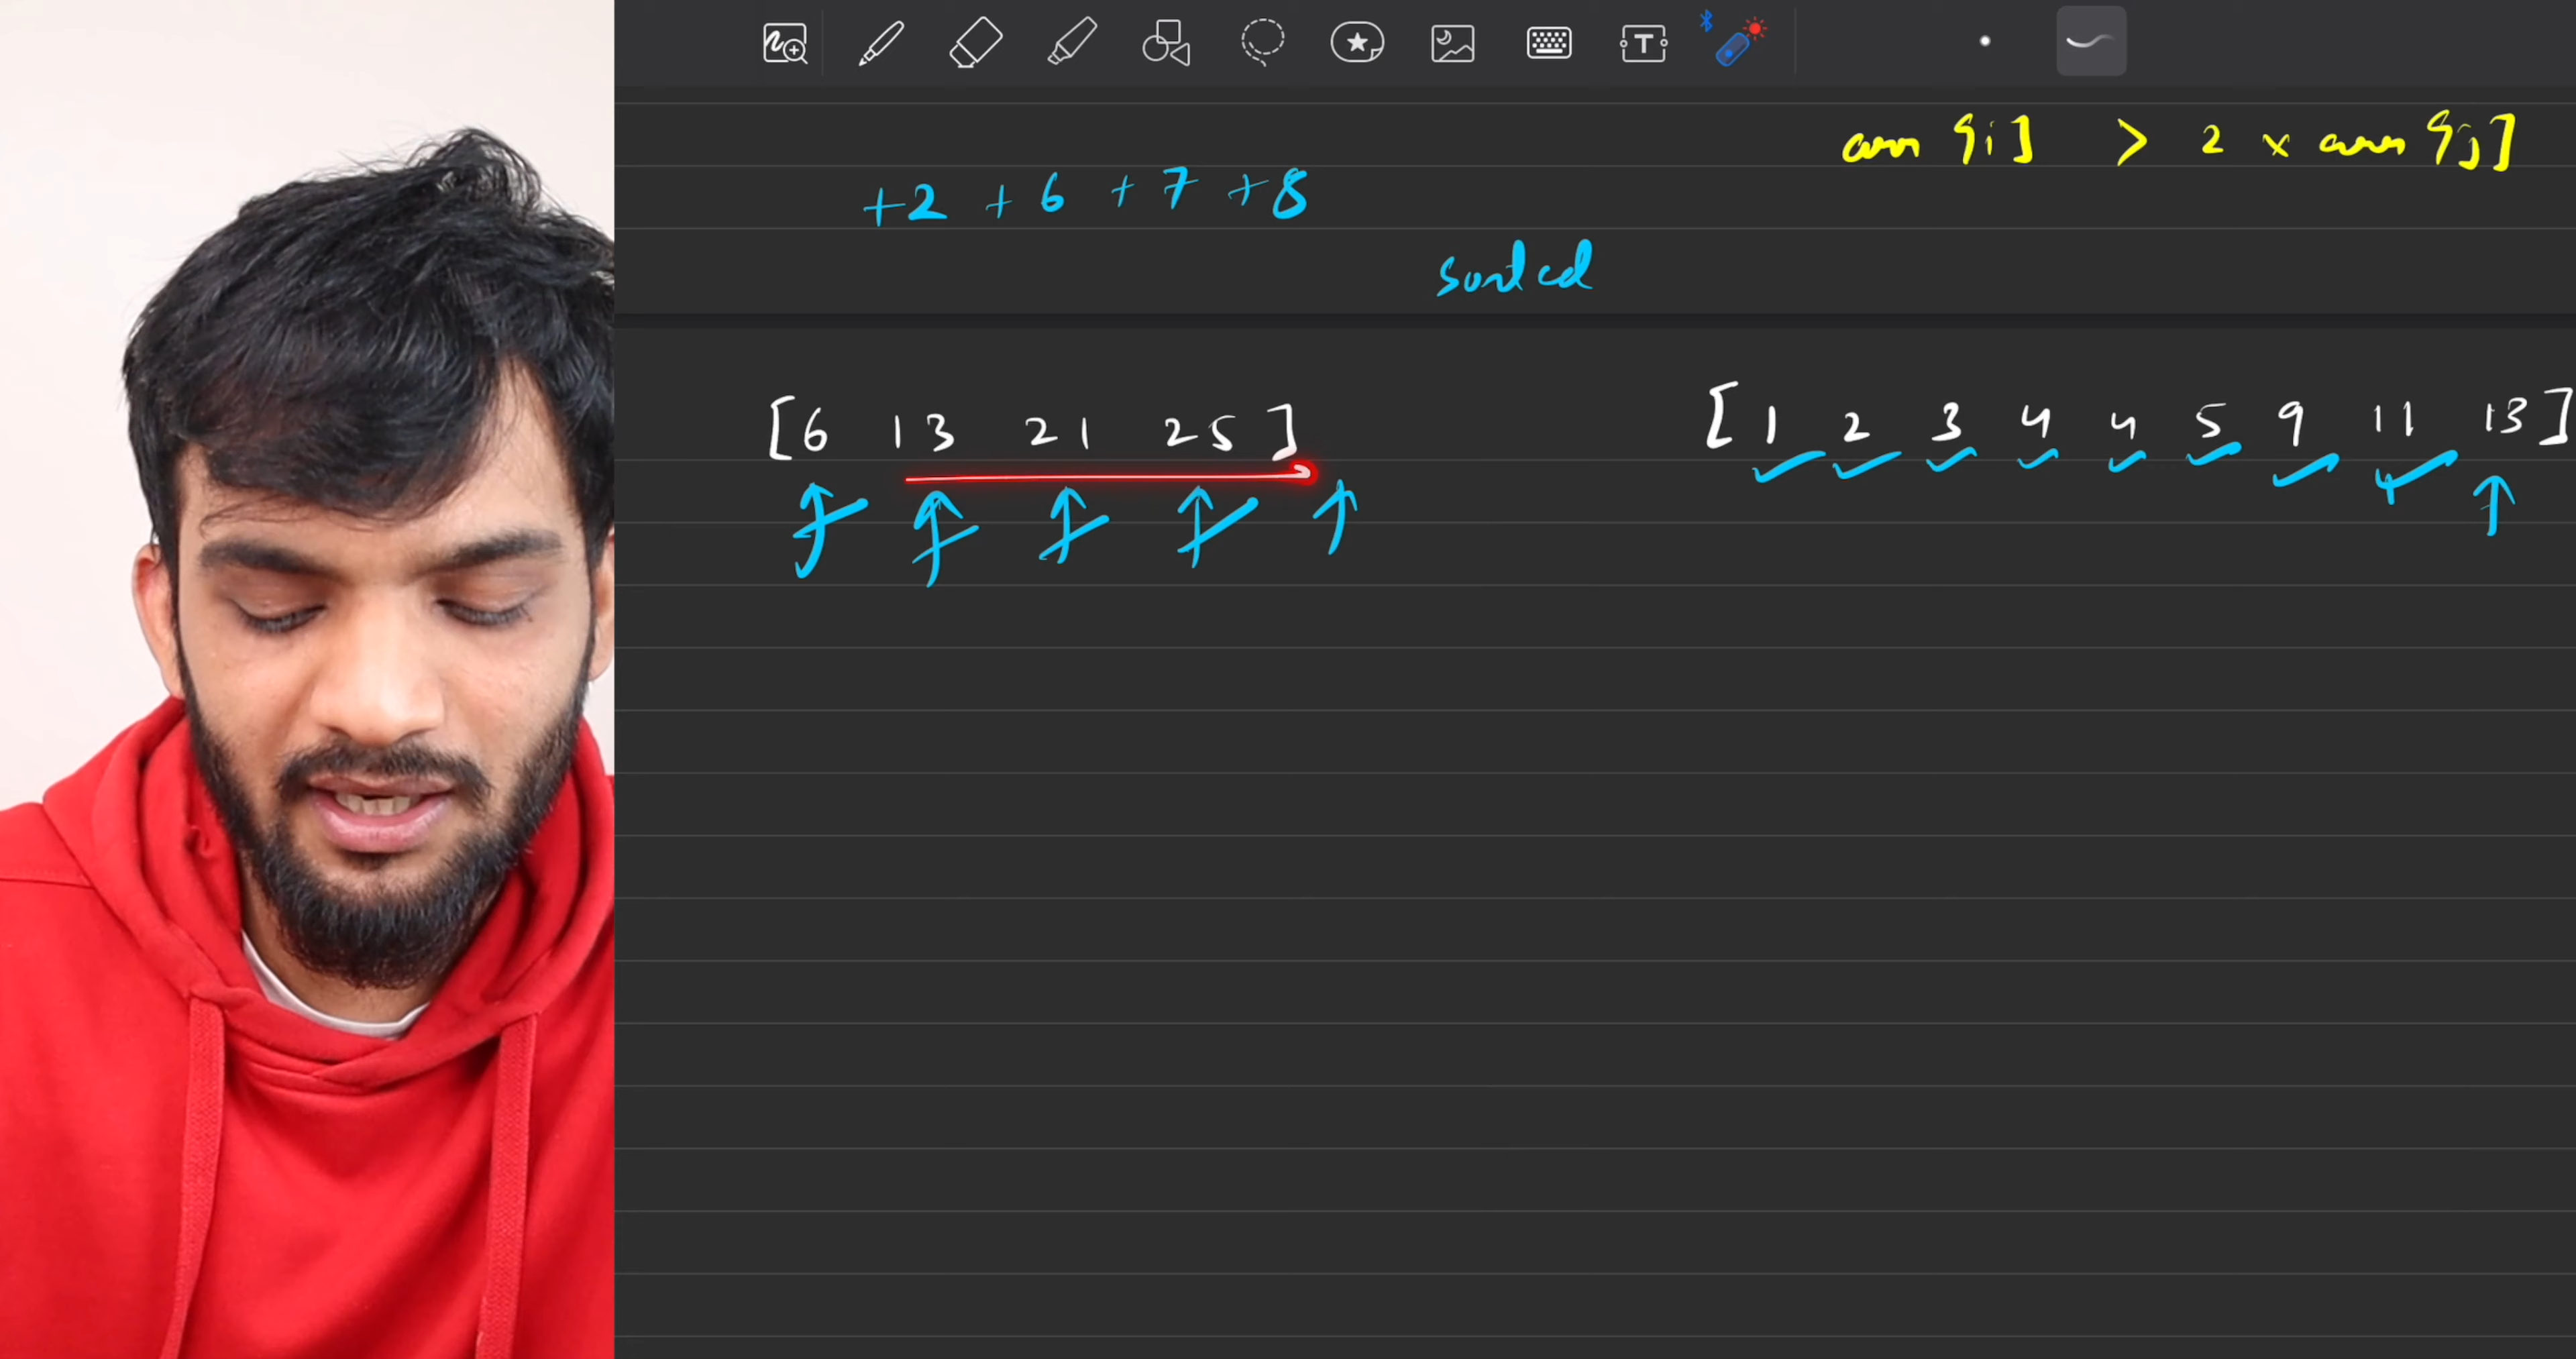 arr[i] > 2 x arr[j]
+2 +6 +7 +8
sorted
[6 13 21 25] [1 2 3 4 4 5 9 11 13]